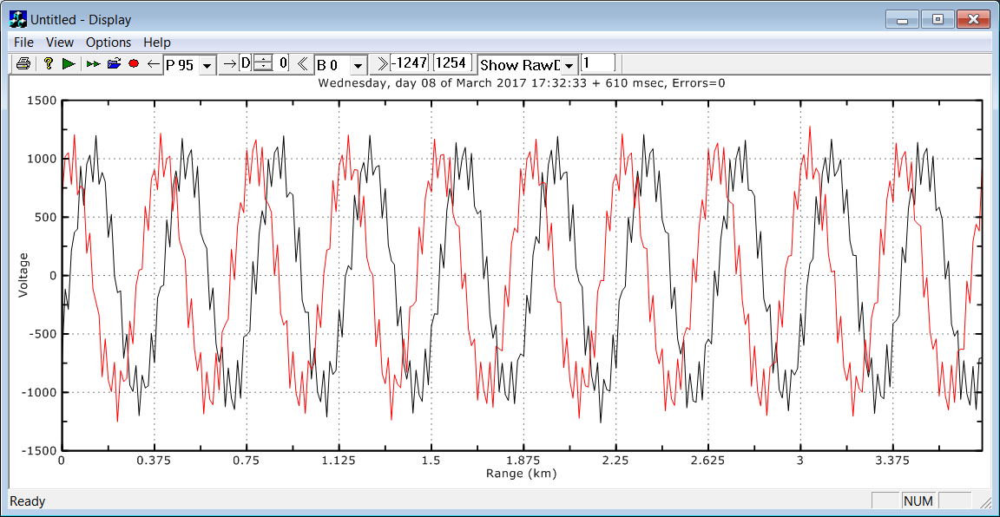 Untitled - Display
File View Options Help
P 95 D 0 B 0 -1247 1254 Show RawD 1
Wednesday, day 08 of March 2017 17:32:33 + 610 msec, Errors=0
1500
1000
500
0
-500
-1000
-1500
Voltage
0 0.375 0.75 1.125 1.5 1.875 2.25 2.625 3 3.375
Range (km)
Ready NUM